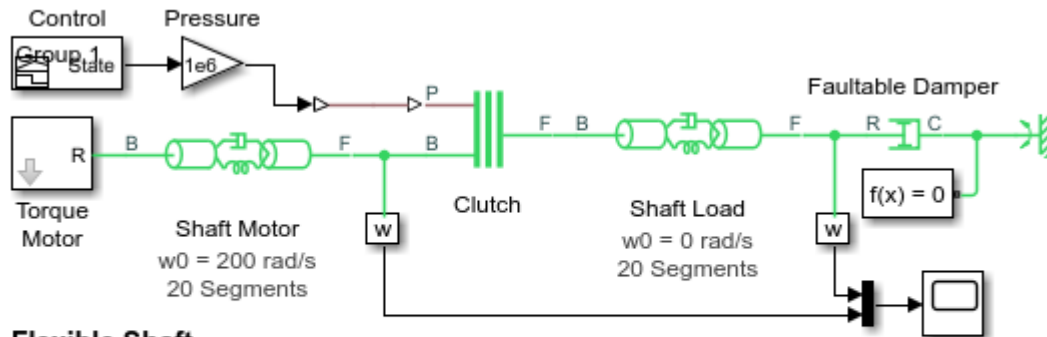 Control
Pressure
Group 1
State
1e6
P
Faultable Damper
R
B
F
B
F
B
F
R
C
f(x) = 0
Torque
Motor
Shaft Motor
w0 = 200 rad/s
20 Segments
w
Clutch
Shaft Load
w0 = 0 rad/s
20 Segments
w
Flexible Shaft